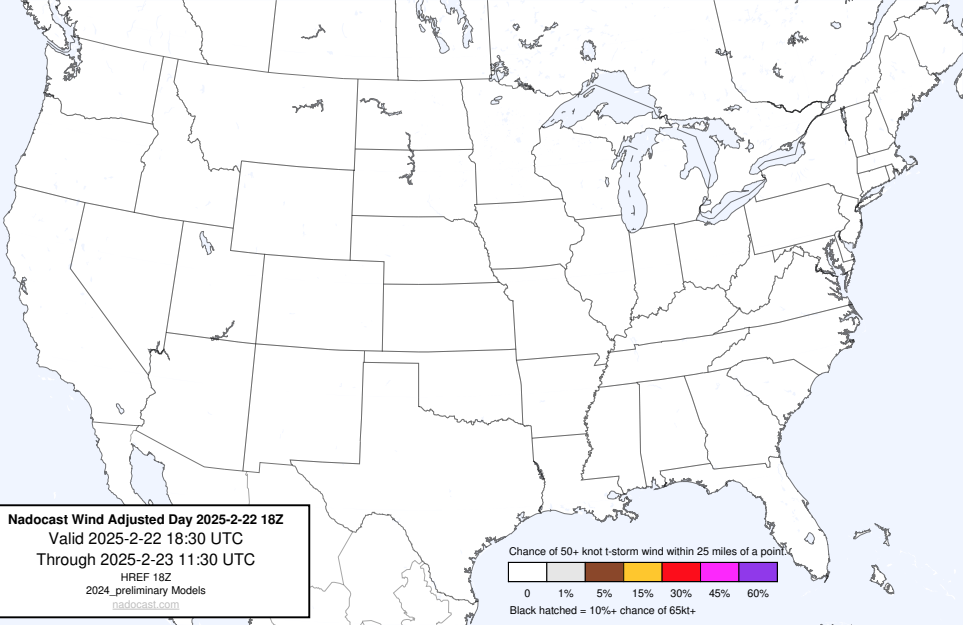 Nadocast Wind Adjusted Day 2025-2-22 18Z
Valid 2025-2-22 18:30 UTC
Through 2025-2-23 11:30 UTC
HREF 18Z
2024_preliminary Models
nadocast.com
Chance of 50+ knot t-storm wind within 25 miles of a point.
0 1% 5% 15% 30% 45% 60%
Black hatched = 10%+ chance of 65kt+